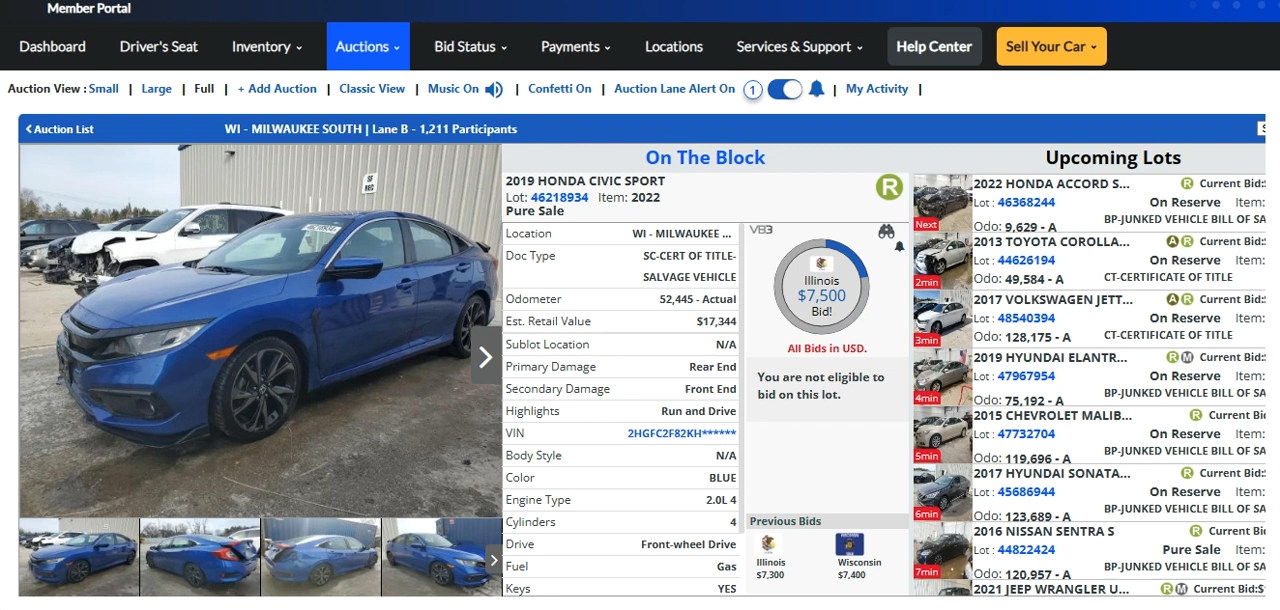 Member Portal
Dashboard Driver's Seat Inventory Auctions Bid Status Payments Locations Services & Support Help Center Sell Your Car
Auction View : Small | Large | Full | + Add Auction | Classic View | Music On | Confetti On | Auction Lane Alert On 1 | My Activity |
Auction List WI - MILWAUKEE SOUTH | Lane B - 1,211 Participants
On The Block
2019 HONDA CIVIC SPORT
Lot: 46218934 Item: 2022
Pure Sale
R
Location WI - MILWAUKEE ...
Doc Type SC-CERT OF TITLE-
SALVAGE VEHICLE
Odometer 52,445 - Actual
Est. Retail Value $17,344
Sublot Location N/A
Primary Damage Rear End
Secondary Damage Front End
Highlights Run and Drive
VIN 2HGFC2F82KH******
Body Style N/A
Color BLUE
Engine Type 2.0L 4
Cylinders 4
Drive Front-wheel Drive
Fuel Gas
Keys YES
VB3
Illinois
$7,500
Bid!
All Bids in USD.
You are not eligible to
bid on this lot.
Previous Bids
Illinois
$7,300
WISCONSIN
Wisconsin
$7,400
Upcoming Lots
2022 HONDA ACCORD S... R Current Bid:$
Lot : 46368244 On Reserve Item:
Next
Odo: 9,629 - A BP-JUNKED VEHICLE BILL OF SA
2013 TOYOTA COROLLA... A R Current Bid:$
Lot : 44626194 On Reserve Item:
2min
Odo: 49,584 - A CT-CERTIFICATE OF TITLE
2017 VOLKSWAGEN JETT... A R Current Bid:$
Lot : 48540394 On Reserve Item:
3min
Odo: 128,175 - A CT-CERTIFICATE OF TITLE
2019 HYUNDAI ELANTR... R M Current Bid:$
Lot : 47967954 On Reserve Item:
4min
Odo: 75,192 - A BP-JUNKED VEHICLE BILL OF SA
2015 CHEVROLET MALIB... R Current Bi
Lot : 47732704 On Reserve Item:
5min
Odo: 119,696 - A BP-JUNKED VEHICLE BILL OF SA
2017 HYUNDAI SONATA... R Current Bid:$
Lot : 45686944 On Reserve Item:
6min
Odo: 123,689 - A BP-JUNKED VEHICLE BILL OF SA
2016 NISSAN SENTRA S R Current Bi
Lot : 44822424 Pure Sale Item:
7min
Odo: 120,957 - A BP-JUNKED VEHICLE BILL OF SA
2021 JEEP WRANGLER U... R M Current Bid:$
46218934